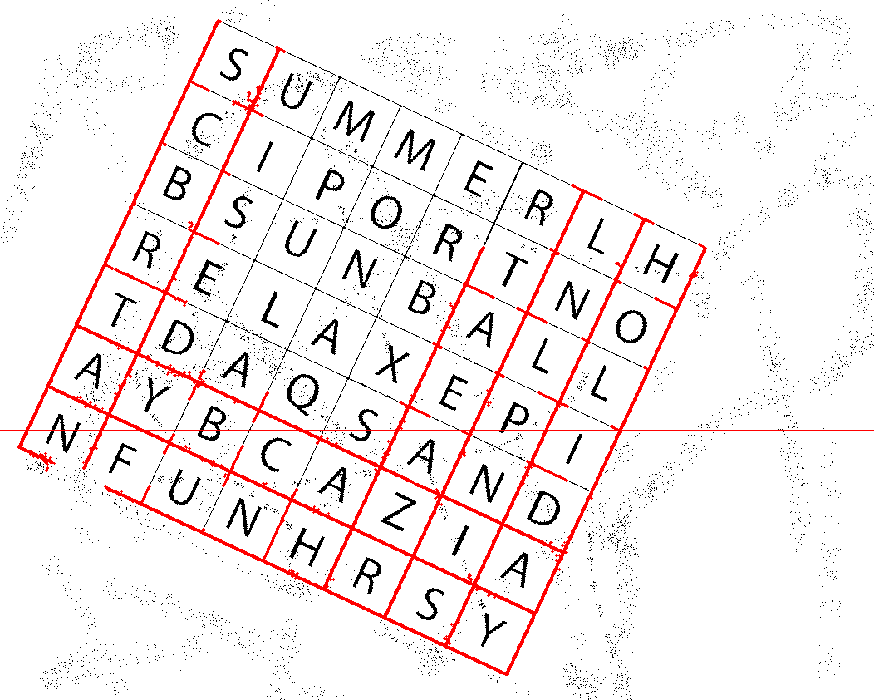 S U M M E R L H
C I P O R T N O
B S U N B A L L
R E L A X E P I
T D A Q S A N D
A Y B C A Z I A
N F U N H R S Y